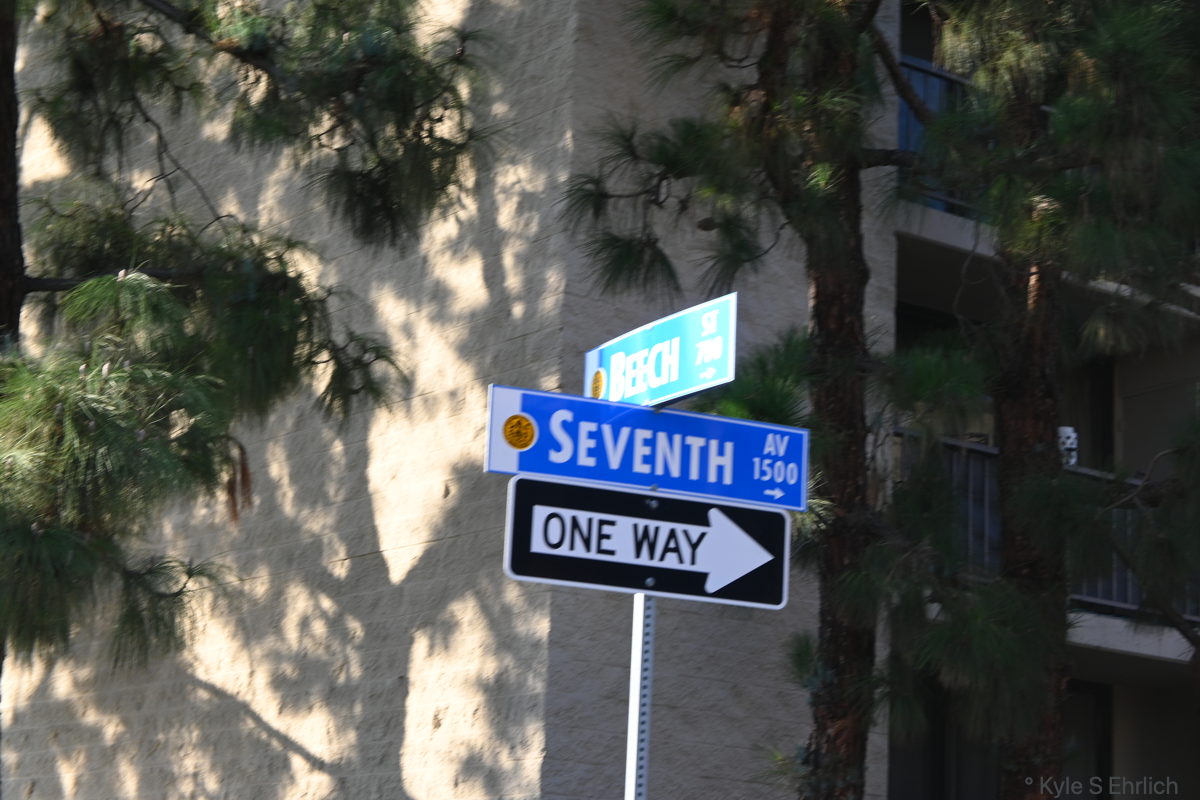 BEECH ST
700
SEVENTH AV
1500
ONE WAY
° Kyle S Ehrlich